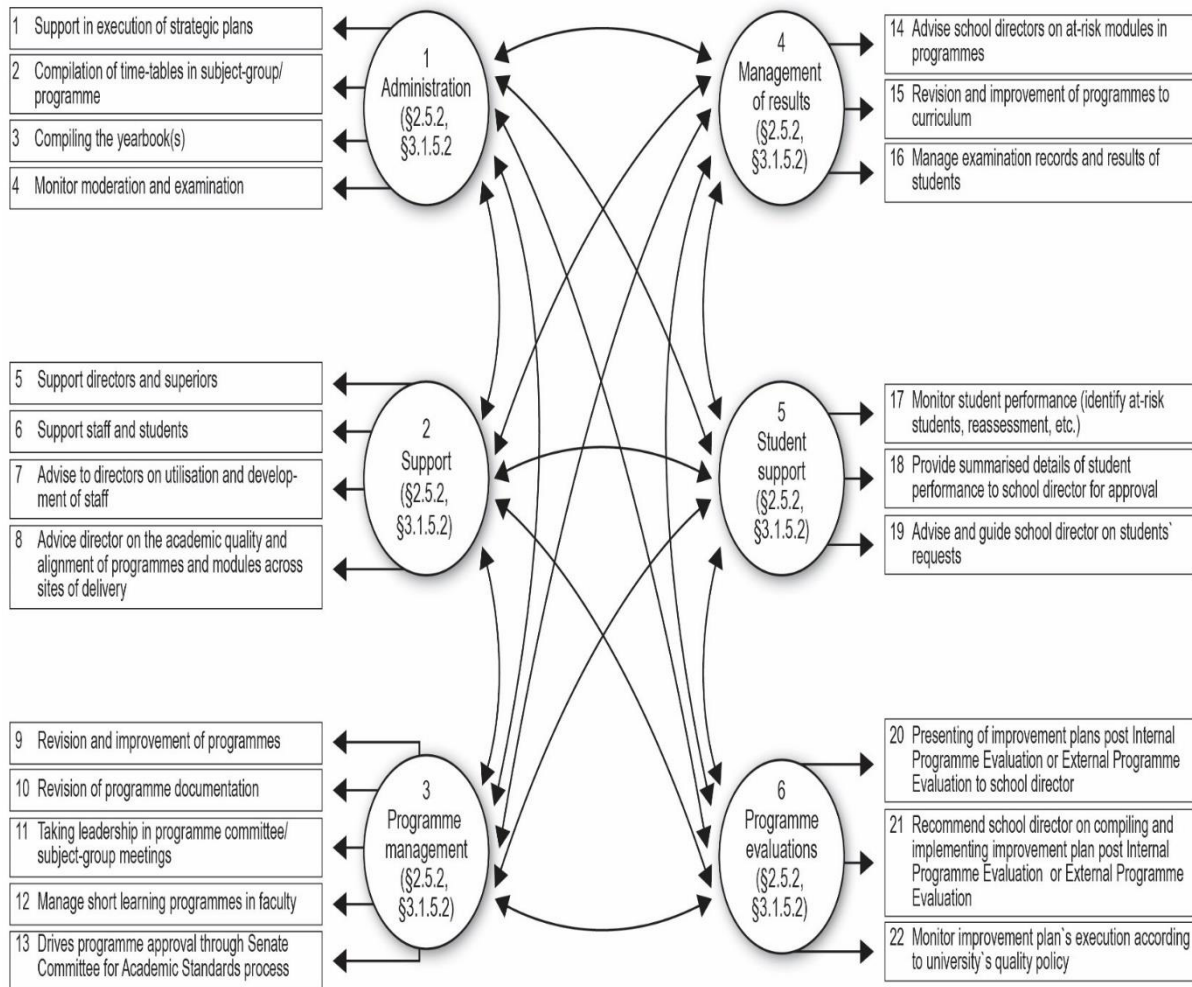 1 Support in execution of strategic plans
2 Compilation of time-tables in subject-group/
programme
3 Compiling the yearbook(s)
4 Monitor moderation and examination
1
Administration
(§2.5.2,
§3.1.5.2
4
Management
of results
(§2.5.2,
§3.1.5.2)
14 Advise school directors on at-risk modules in
programmes
15 Revision and improvement of programmes to
curriculum
16 Manage examination records and results of
students
5 Support directors and superiors
6 Support staff and students
7 Advise to directors on utilisation and develop-
ment of staff
8 Advice director on the academic quality and
alignment of programmes and modules across
sites of delivery
2
Support
(§2.5.2,
§3.1.5.2)
5
Student
support
(§2.5.2,
§3.1.5.2)
17 Monitor student performance (identify at-risk
students, reassessment, etc.)
18 Provide summarised details of student
performance to school director for approval
19 Advise and guide school director on students`
requests
9 Revision and improvement of programmes
10 Revision of programme documentation
11 Taking leadership in programme committee/
subject-group meetings
12 Manage short learning programmes in faculty
13 Drives programme approval through Senate
Committee for Academic Standards process
3
Programme
management
(§2.5.2,
§3.1.5.2)
6
Programme
evaluations
(§2.5.2,
§3.1.5.2)
20 Presenting of improvement plans post Internal
Programme Evaluation or External Programme
Evaluation to school director
21 Recommend school director on compiling and
implementing improvement plan post Internal
Programme Evaluation or External Programme
Evaluation
22 Monitor improvement plan`s execution according
to university`s quality policy